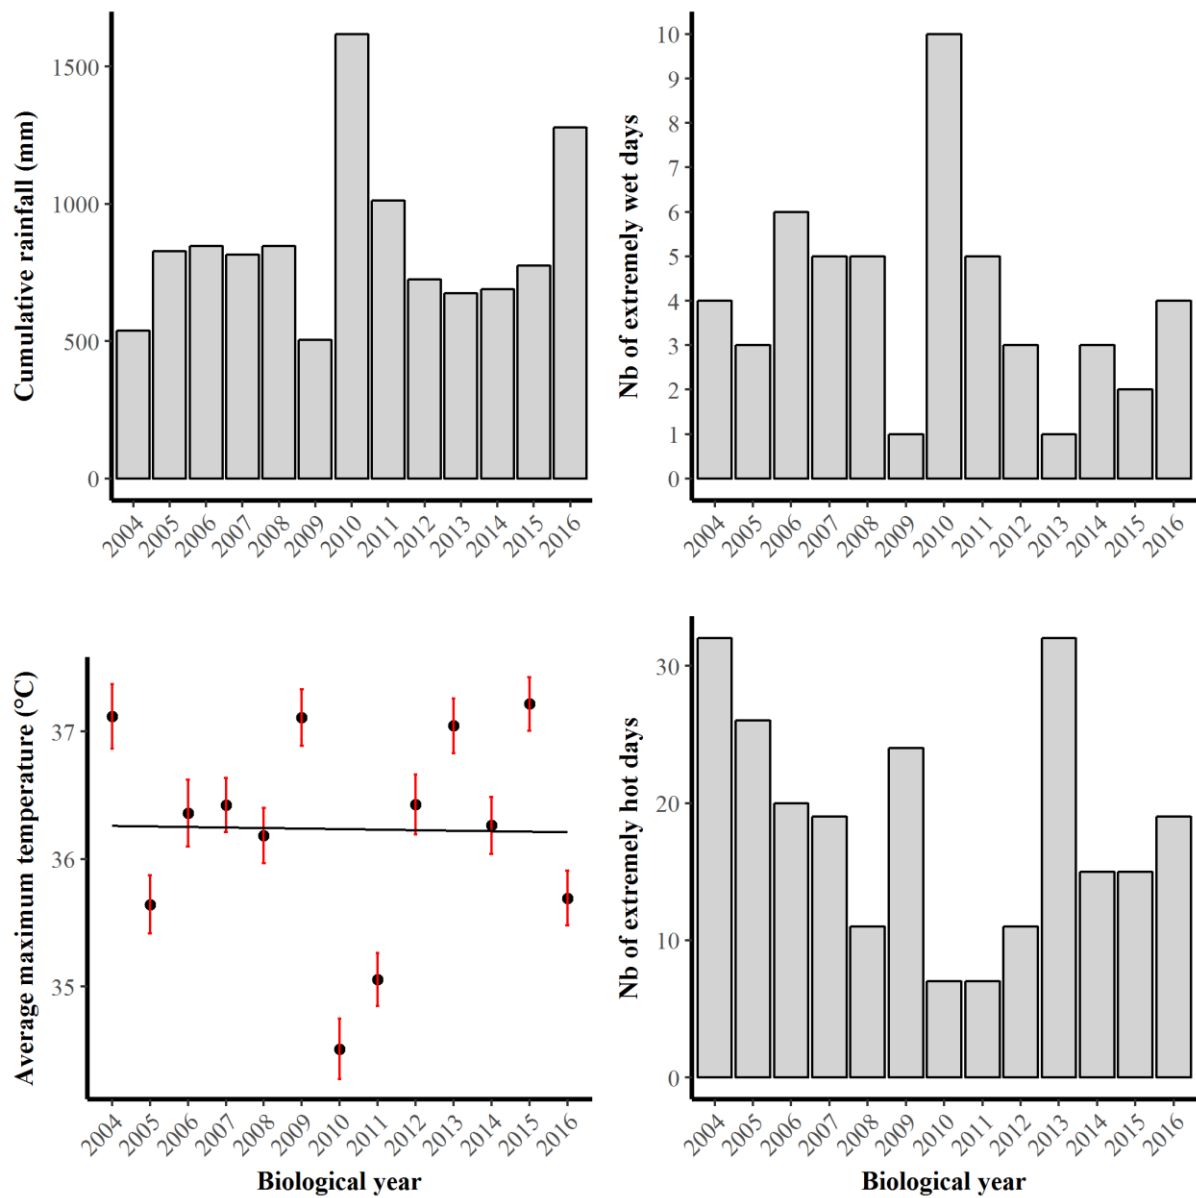 Cumulative rainfall (mm)
1500
1000
500
0
2004 2005 2006 2007 2008 2009 2010 2011 2012 2013 2014 2015 2016
Nb of extremely wet days
10
9
8
7
6
5
4
3
2
1
0
2004 2005 2006 2007 2008 2009 2010 2011 2012 2013 2014 2015 2016
Average maximum temperature (°C)
37
36
35
2004 2005 2006 2007 2008 2009 2010 2011 2012 2013 2014 2015 2016
Biological year
Nb of extremely hot days
30
20
10
0
2004 2005 2006 2007 2008 2009 2010 2011 2012 2013 2014 2015 2016
Biological year